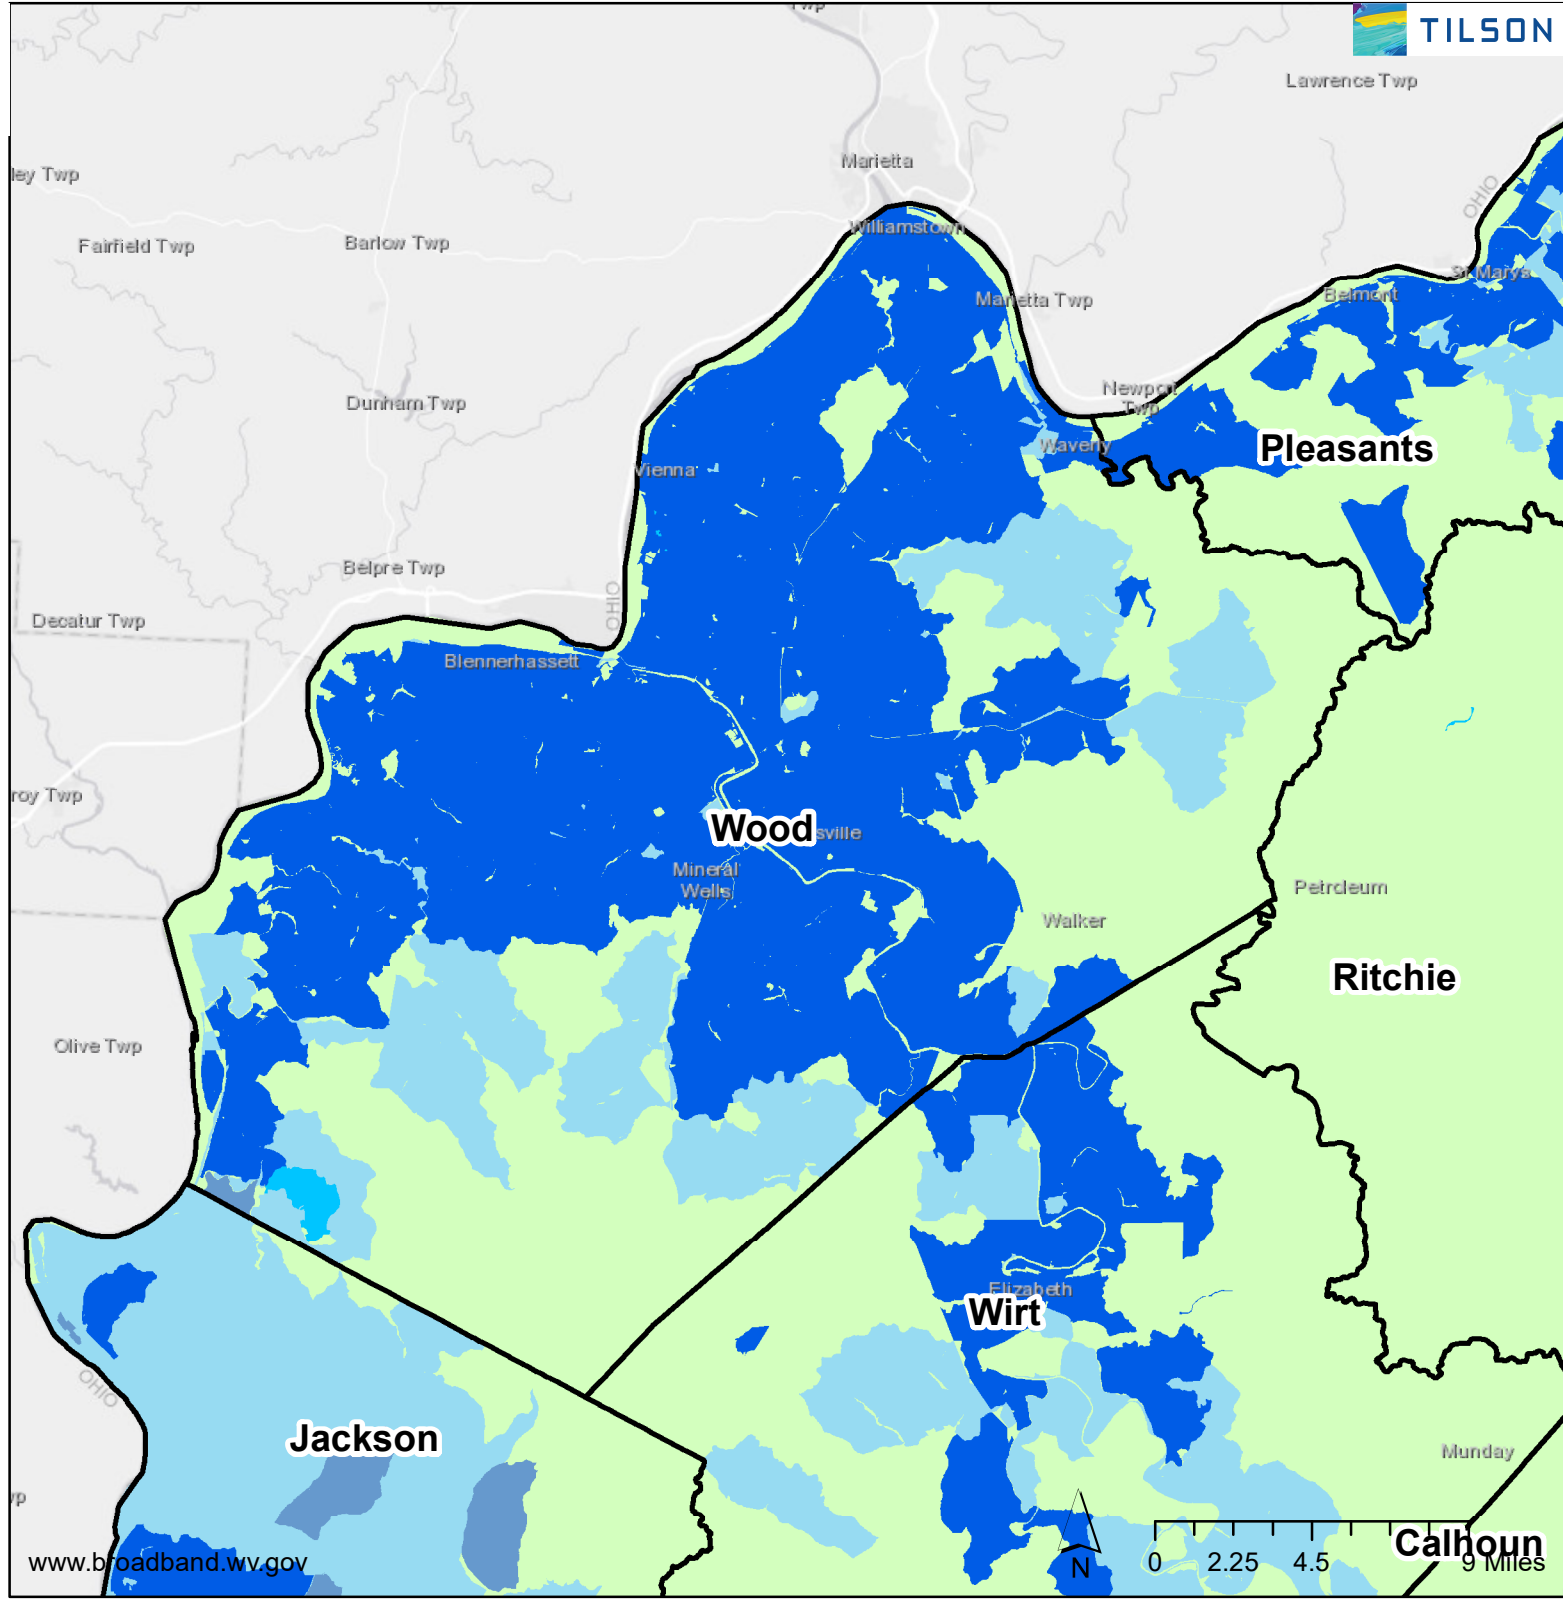 TILSON
Lawrence Twp
Marietta
ley Twp
OHIO
Williamstown
Fairfield Twp
Barlow Twp
St Marys
Belmont
Marietta Twp
Newport
Twp
Dunham Twp
Waverly
Pleasants
Vienna
Belpre Twp
OHIO
Decatur Twp
Blennerhassett
roy Twp
Wood
sville
Mineral
Wells
Petroleum
Walker
Ritchie
Olive Twp
Elizabeth
Wirt
OHIO
Jackson
Munday
Calhoun
www.broadband.wv.gov
N
0 2.25 4.5 9 Miles